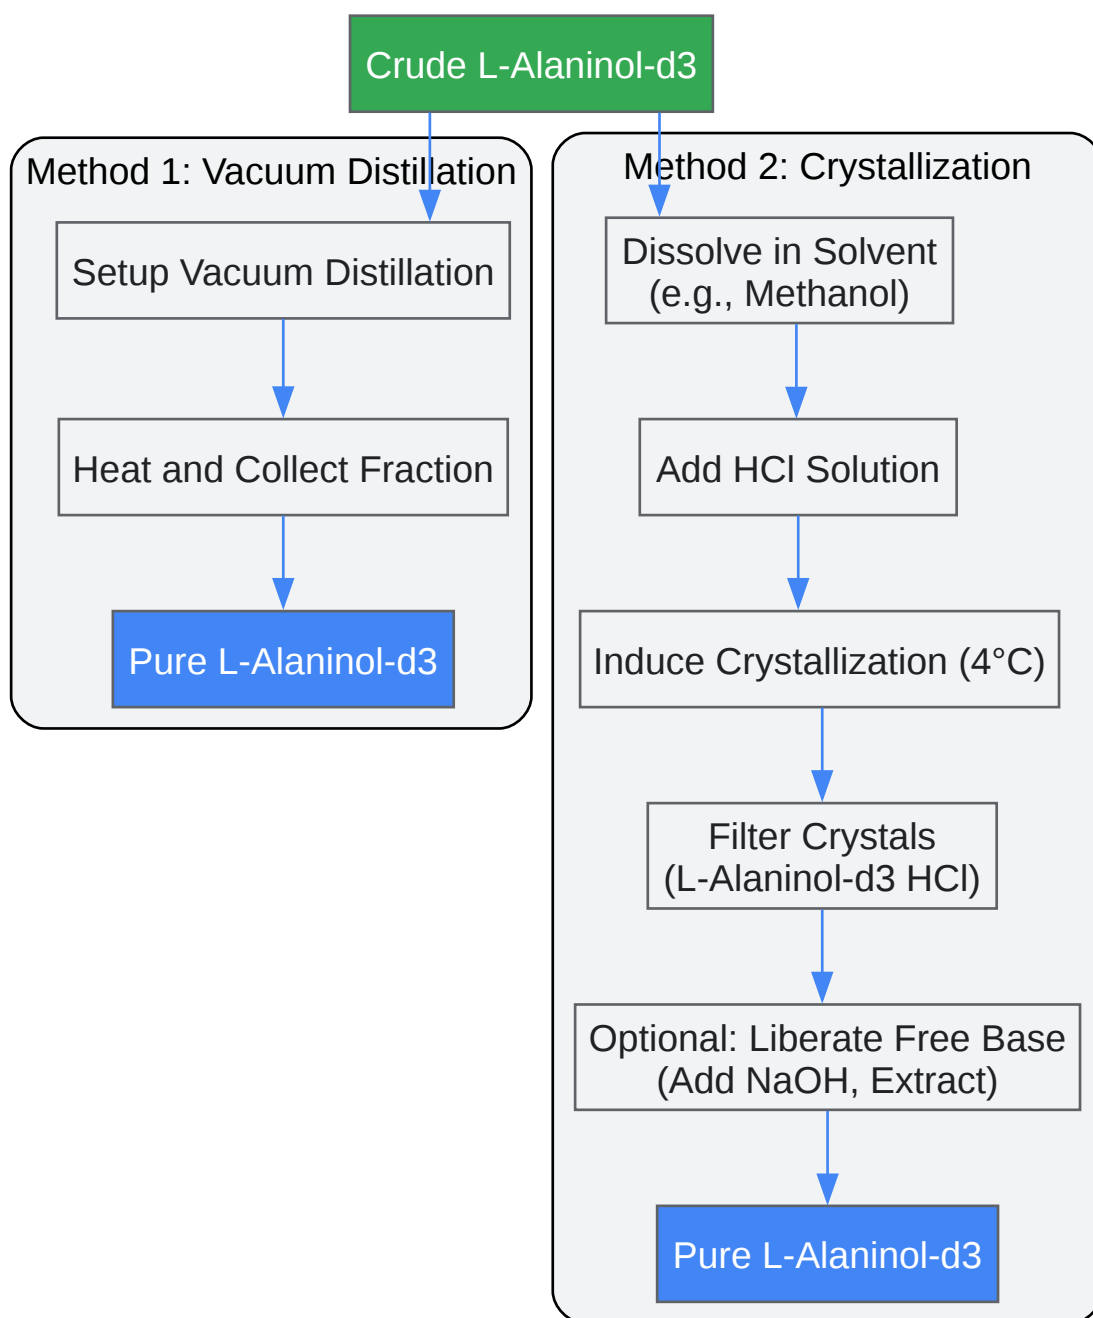 Crude L-Alaninol-d3
Method 1: Vacuum Distillation
Setup Vacuum Distillation
Heat and Collect Fraction
Pure L-Alaninol-d3
Method 2: Crystallization
Dissolve in Solvent
(e.g., Methanol)
Add HCl Solution
Induce Crystallization (4°C)
Filter Crystals
(L-Alaninol-d3 HCl)
Optional: Liberate Free Base
(Add NaOH, Extract)
Pure L-Alaninol-d3